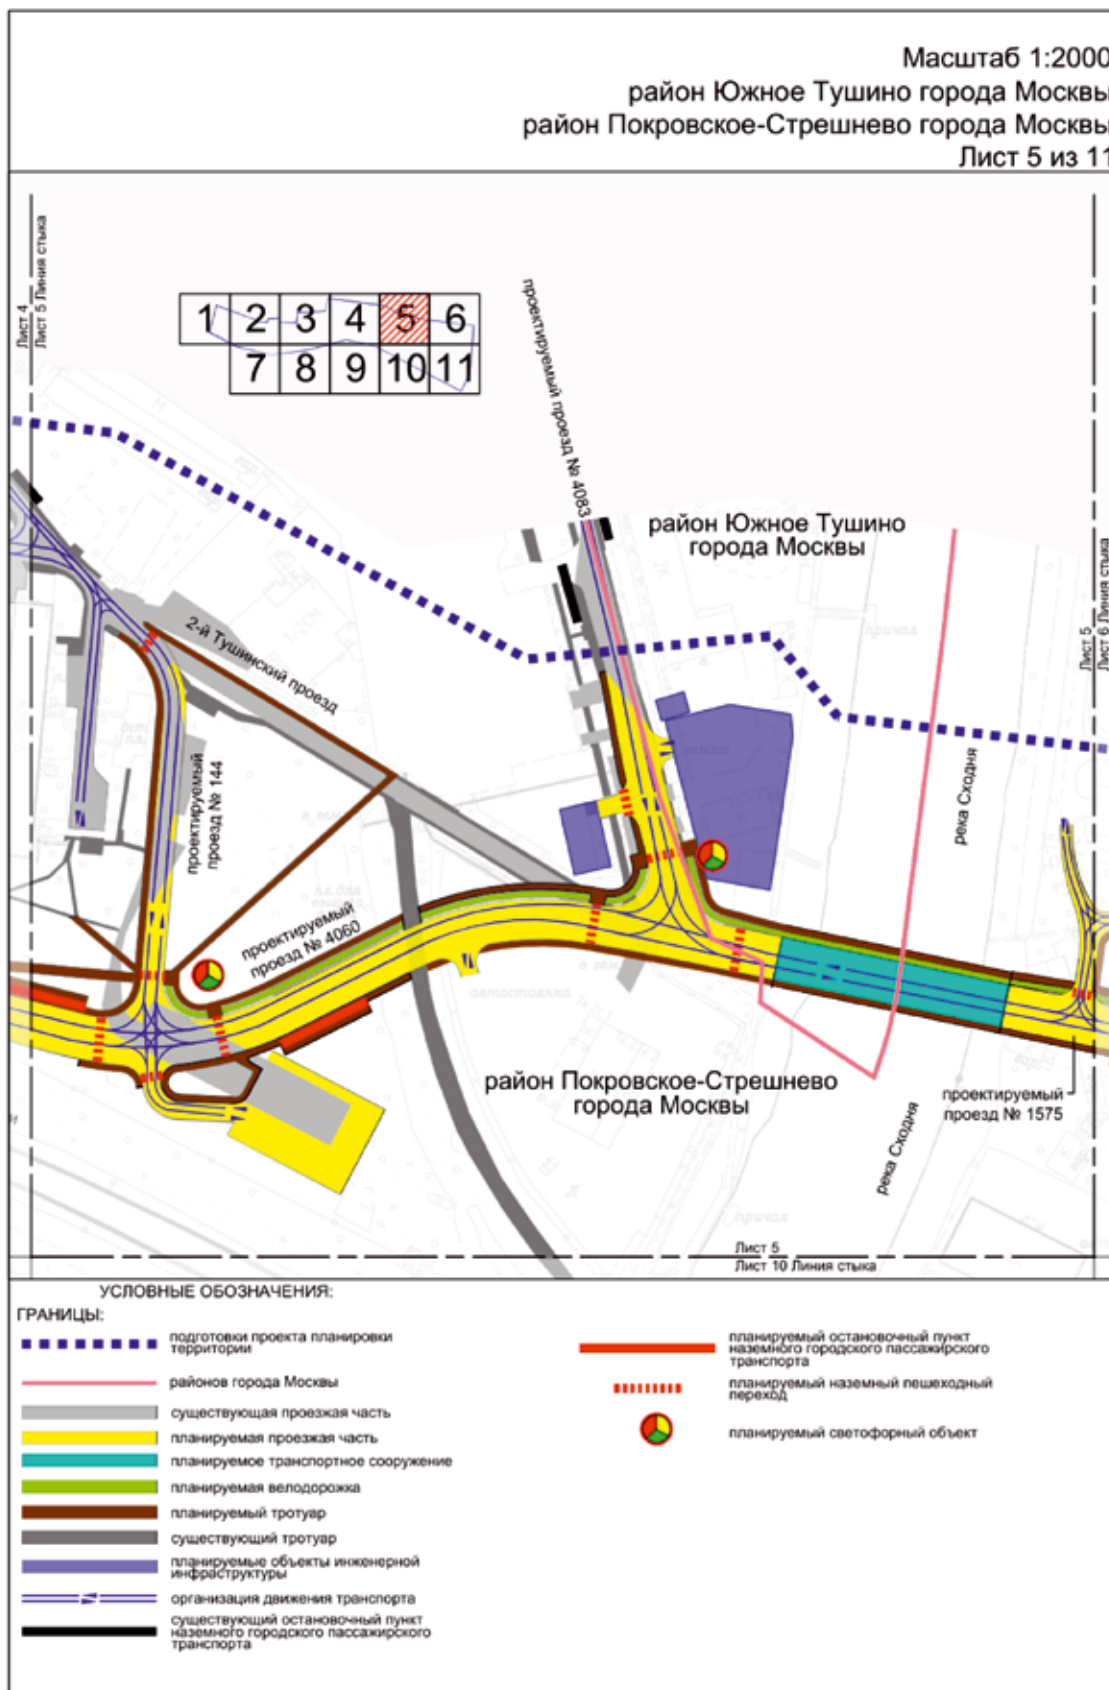 Масштаб 1:2000
район Южное Тушино города Москвы
район Покровское-Стрешнево города Москвы
Лист 5 из 11
Лист 4
Лист 5 Линия стыка
1 2 3 4 5 6
7 8 9 10 11
проектируемый проезд № 4083
район Южное Тушино
города Москвы
Лист 5
Лист 6 Линия стыка
причал
2-й Тушинский проезд
проектируемый
проезд № 144
река Сходня
проектируемый
проезд № 4060
автостоянка
район Покровское-Стрешнево
города Москвы
проектируемый
проезд № 1575
река Сходня
причал
Лист 5
Лист 10 Линия стыка
УСЛОВНЫЕ ОБОЗНАЧЕНИЯ:
ГРАНИЦЫ:
подготовки проекта планировки
территории
районов города Москвы
существующая проезжая часть
планируемая проезжая часть
планируемое транспортное сооружение
планируемая велодорожка
планируемый тротуар
существующий тротуар
планируемые объекты инженерной
инфраструктуры
организация движения транспорта
существующий остановочный пункт
наземного городского пассажирского
транспорта
планируемый остановочный пункт
наземного городского пассажирского
транспорта
планируемый наземный пешеходный
переход
планируемый светофорный объект